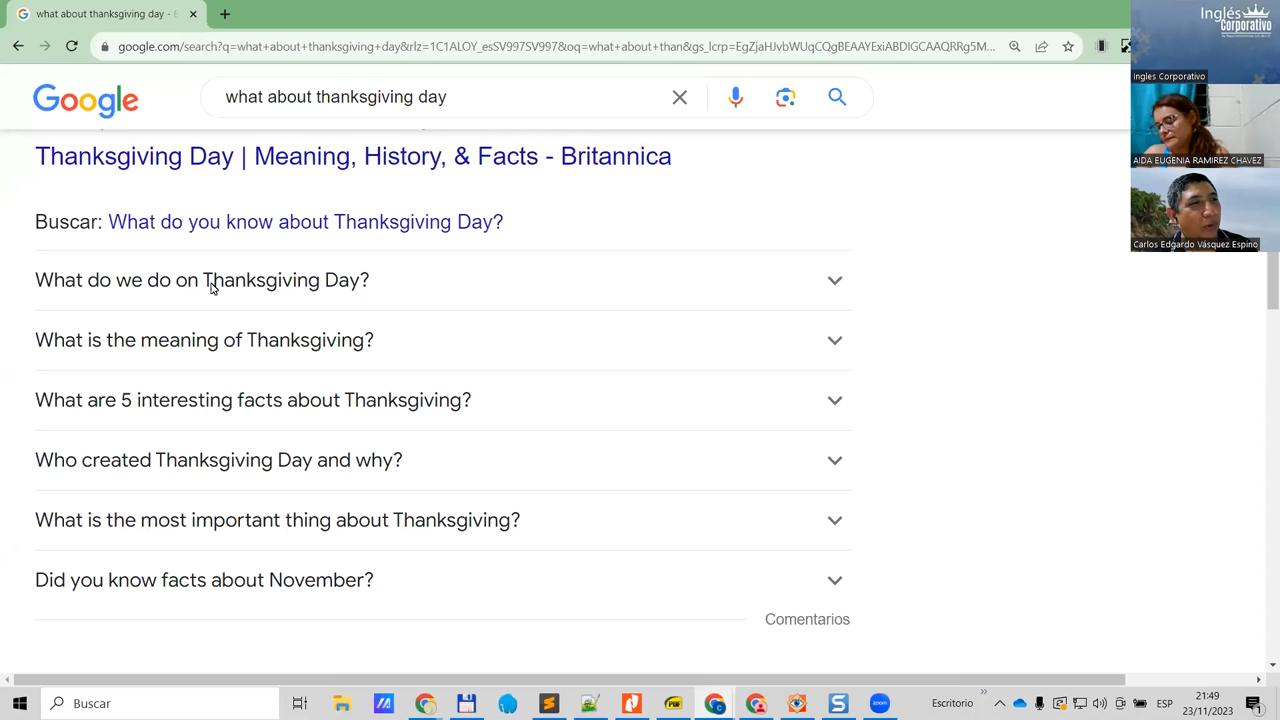 what about thanksgiving day -
google.com/search?q=what+about+thanksgiving+day&rlz=1C1ALOY_esSV997SV997&oq=what+about+than&gs_lcrp=
Google
what about thanksgiving day
Thanksgiving Day | Meaning, History, & Facts - Britannica
Buscar: What do you know about Thanksgiving Day?
What do we do on Thanksgiving Day?
What is the meaning of Thanksgiving?
What are 5 interesting facts about Thanksgiving?
Who created Thanksgiving Day and why?
What is the most important thing about Thanksgiving?
Did you know facts about November?
Comentarios
Inglés
Corporativo
Ingles Corporativo
AIDA EUGENIA RAMIREZ CHAVEZ
Carlos Edgardo Vásquez Espino
Buscar
zoom
Escritorio
ESP
21:49
23/11/2023